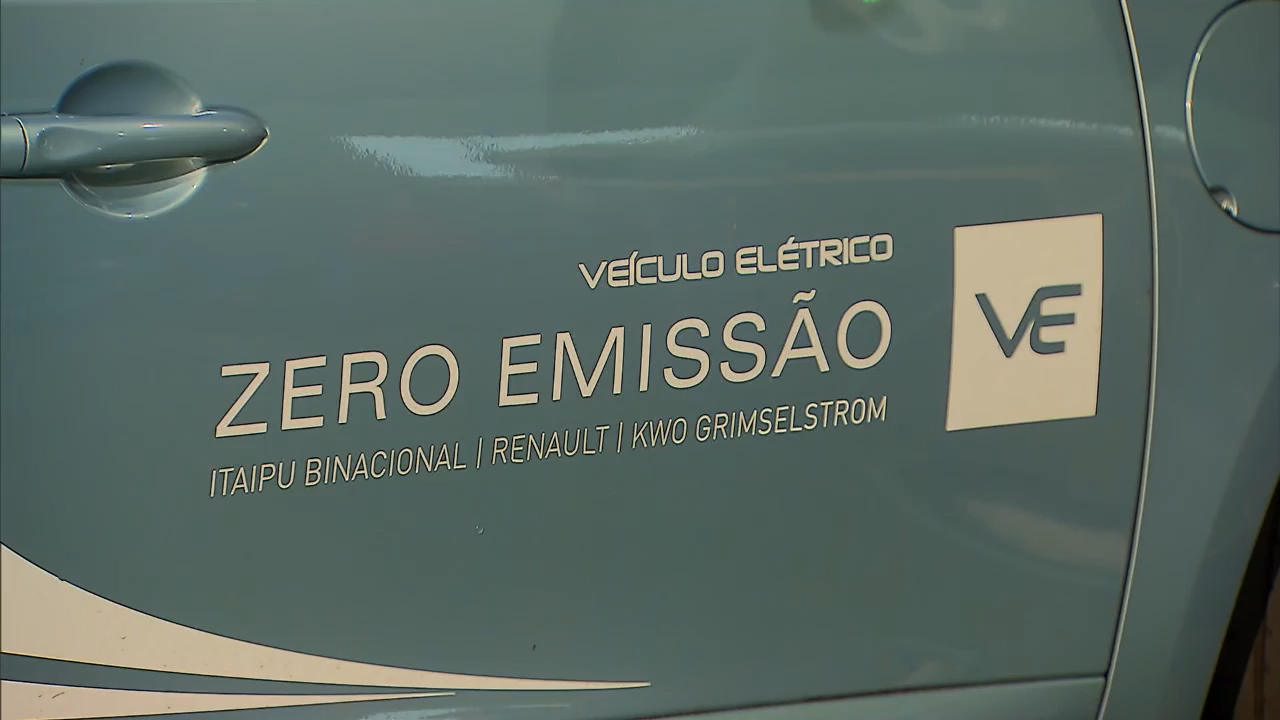 VEÍCULO ELÉTRICO
ZERO EMISSÃO
ITAIPU BINACIONAL | RENAULT | KWO GRIMSELSTROM
VE